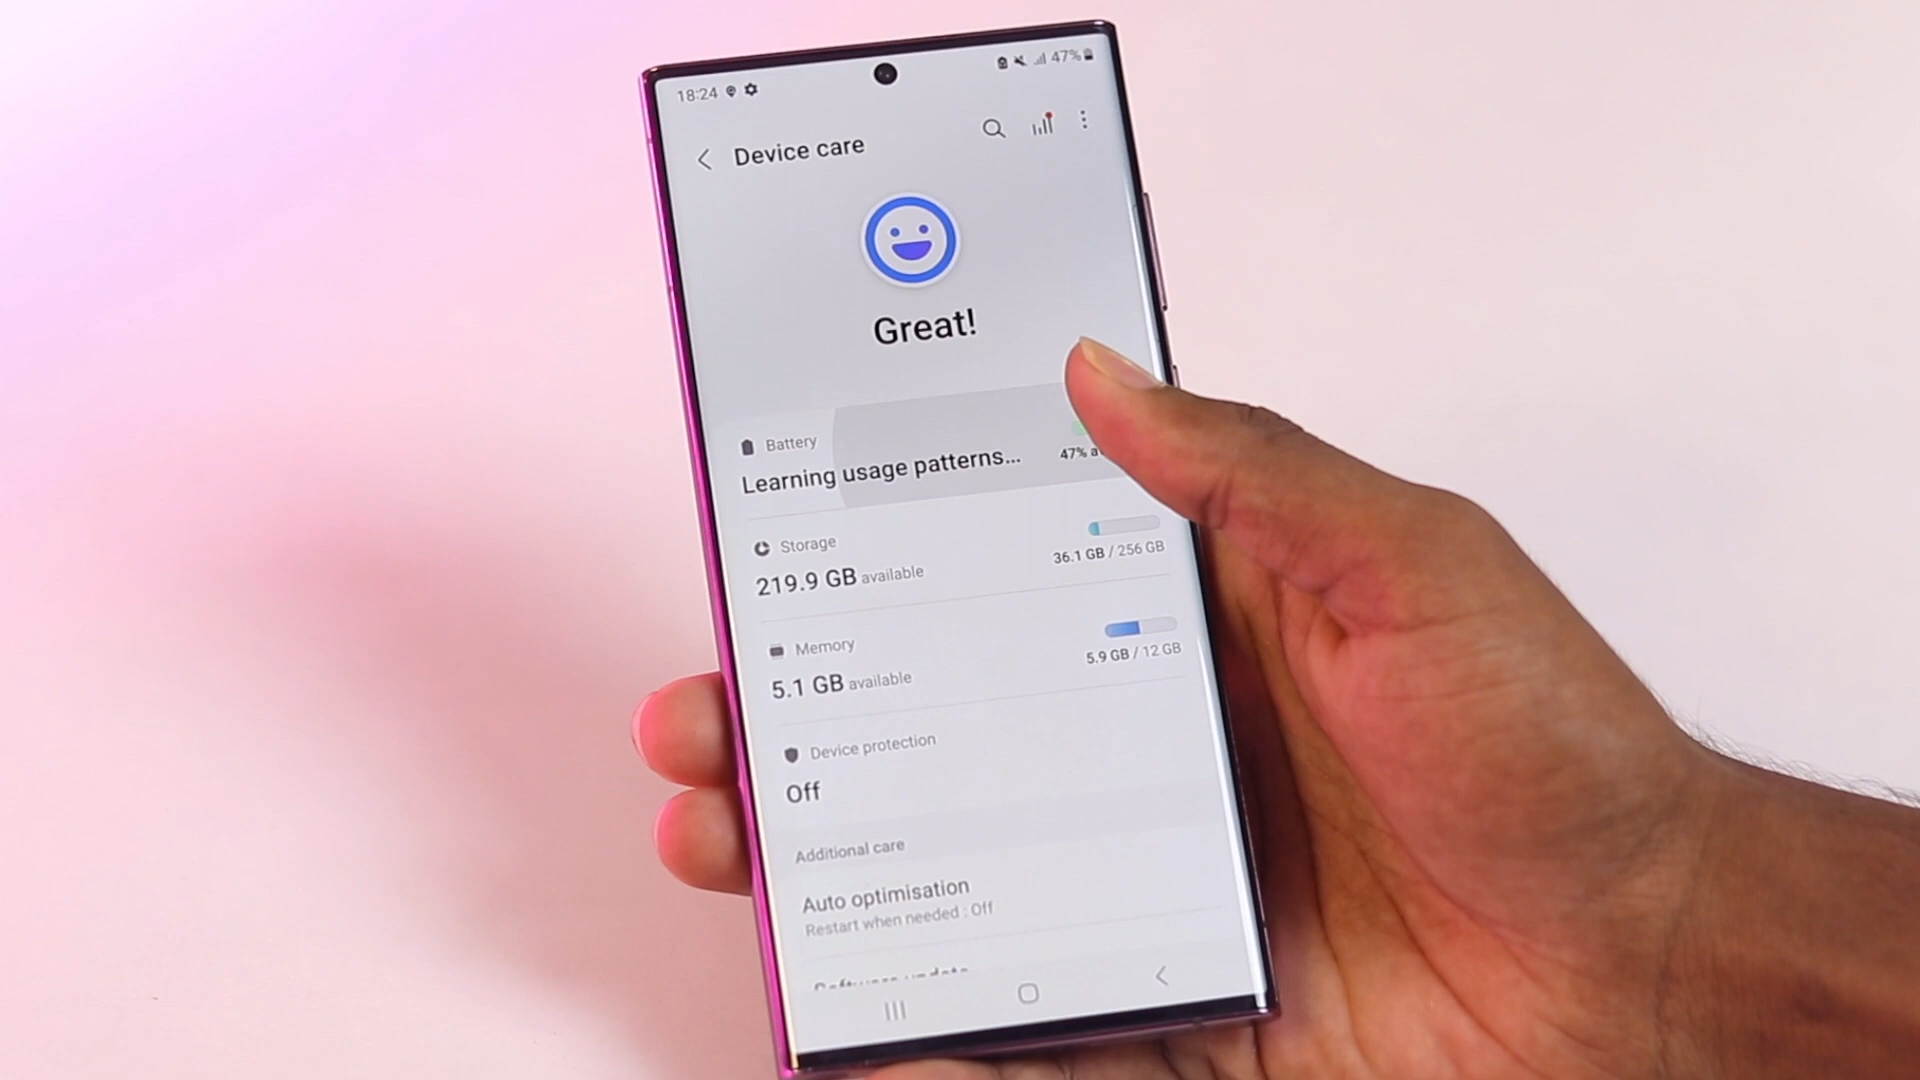 18:24
47%
Device care
Great!
Battery
Learning usage patterns...
47%
Storage
219.9 GB available
36.1 GB / 256 GB
Memory
5.1 GB available
5.9 GB / 12 GB
Device protection
Off
Additional care
Auto optimisation
Restart when needed : Off